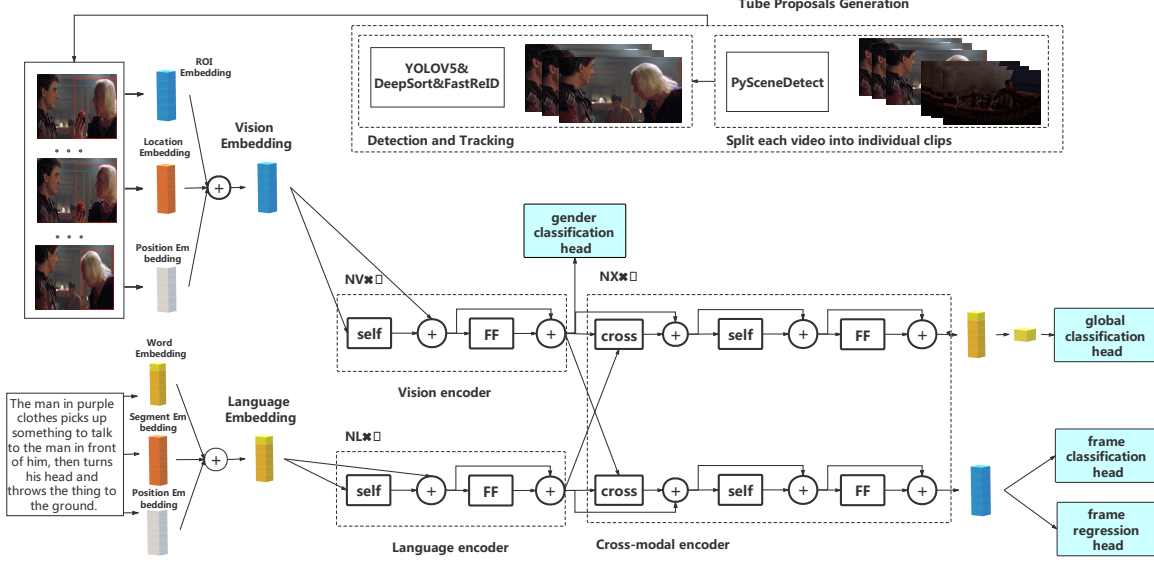 Tube Proposals Generation
YOLOV5&
DeepSort&FastReID
PySceneDetect
Detection and Tracking
Split each video into individual clips
ROI
Embedding
Location
Embedding
Position Em
bedding
Vision
Embedding
+
gender
classification
head
NV✖
NX✖
self
+
FF
+
cross
+
self
+
FF
+
global
classification
head
Vision encoder
Word
Embedding
The man in purple
clothes picks up
something to talk
to the man in front
of him, then turns
his head and
throws the thing to
the ground.
Segment Em
bedding
Position Em
bedding
Language
Embedding
+
NL✖
self
+
FF
+
cross
+
self
+
FF
+
frame
classification
head
frame
regression
head
Language encoder
Cross-modal encoder